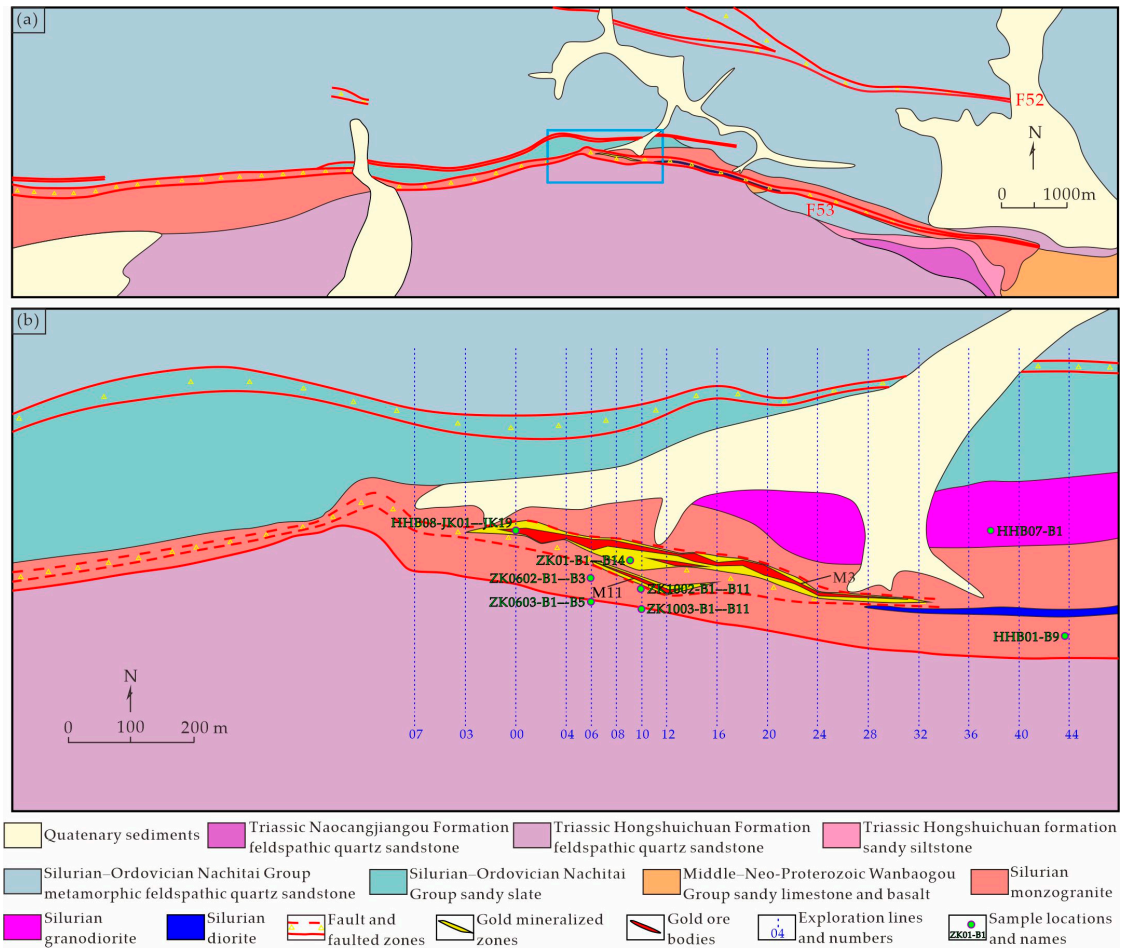 (a)
F52
N
0 1000m
F53
(b)
HHB08-JK01—JK19
HHB07-B1
ZK01-B1—B14
ZK0602-B1—B3
M3
M11
ZK1002-B1—B11
ZK0603-B1—B5
ZK1003-B1—B11
HHB01-B9
N
0 100 200 m
07 03 00 04 06 08 10 12 16 20 24 28 32 36 40 44
Quatenary sediments
Triassic Naocangjiangou Formation
feldspathic quartz sandstone
Triassic Hongshuichuan Formation
feldspathic quartz sandstone
Triassic Hongshuichuan formation
sandy siltstone
Silurian–Ordovician Nachitai Group
metamorphic feldspathic quartz sandstone
Silurian–Ordovician Nachitai
Group sandy slate
Middle–Neo-Proterozoic Wanbaogou
Group sandy limestone and basalt
Silurian
monzogranite
Silurian
granodiorite
Silurian
diorite
Fault and
faulted zones
Gold mineralized
zones
Gold ore
bodies
04
Exploration lines
and numbers
ZK01-B1
Sample locations
and names